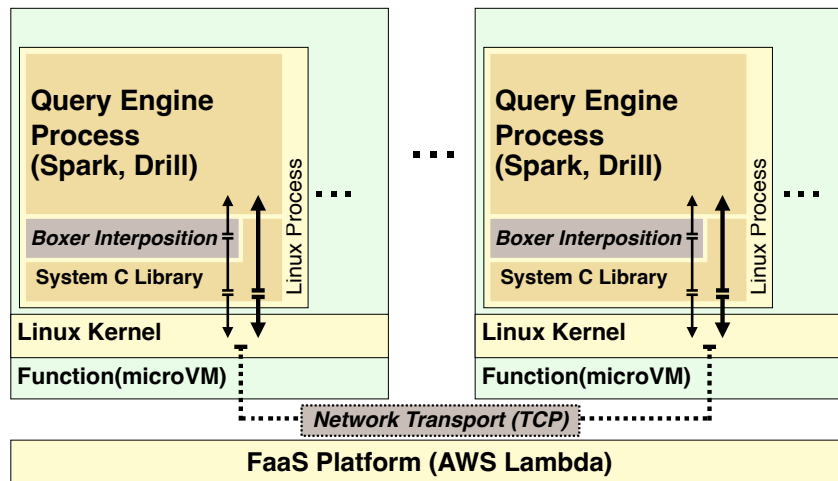 Query Engine
Process
(Spark, Drill)
Boxer Interposition
System C Library
Linux Process
...
Linux Kernel
Function(microVM)
...
Query Engine
Process
(Spark, Drill)
Boxer Interposition
System C Library
Linux Process
...
Linux Kernel
Function(microVM)
Network Transport (TCP)
FaaS Platform (AWS Lambda)